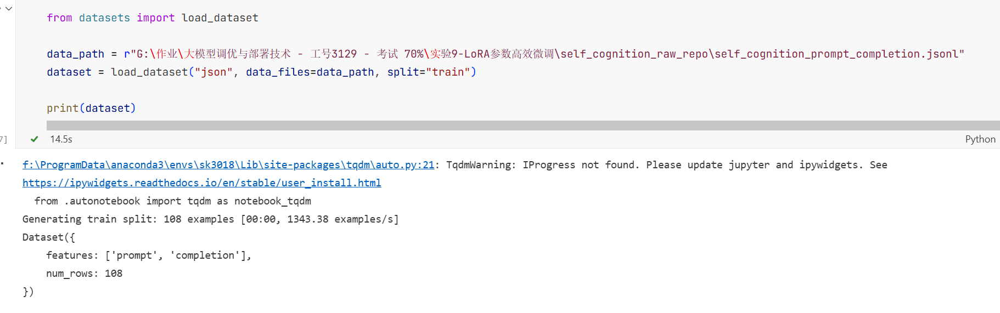 from datasets import load_dataset
data_path = r"G:\作业\大模型调优与部署技术 - 工号3129 - 考试 70%\实验9-LoRA参数高效微调\self_cognition_raw_repo\self_cognition_prompt_completion.jsonl"
dataset = load_dataset("json", data_files=data_path, split="train")
print(dataset)
7]
14.5s
Python
f:\ProgramData\anaconda3\envs\sk3018\Lib\site-packages\tqdm\auto.py:21: TqdmWarning: IProgress not found. Please update jupyter and ipywidgets. See
https://ipywidgets.readthedocs.io/en/stable/user_install.html
  from .autonotebook import tqdm as notebook_tqdm
Generating train split: 108 examples [00:00, 1343.38 examples/s]
Dataset({
    features: ['prompt', 'completion'],
    num_rows: 108
})